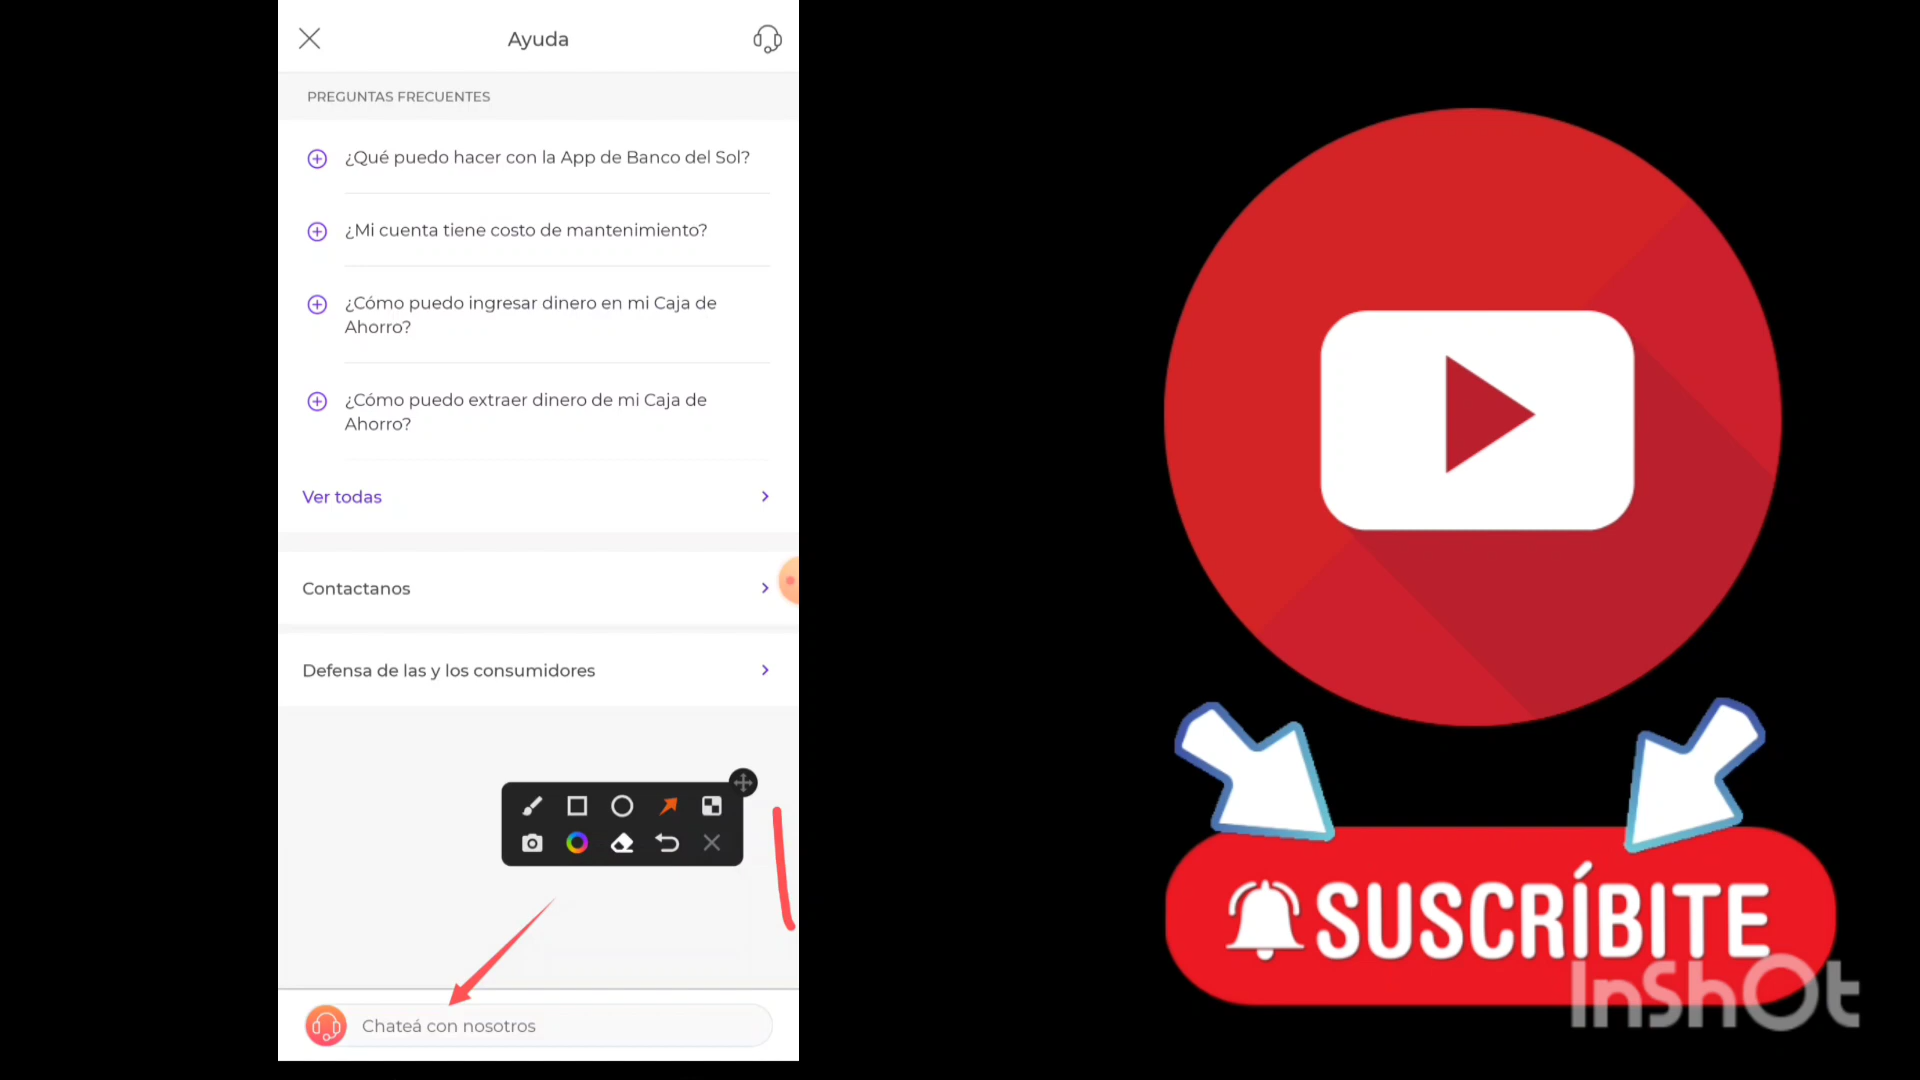 Ayuda
PREGUNTAS FRECUENTES
¿Qué puedo hacer con la App de Banco del Sol?
¿Mi cuenta tiene costo de mantenimiento?
¿Cómo puedo ingresar dinero en mi Caja de
Ahorro?
¿Cómo puedo extraer dinero de mi Caja de
Ahorro?
Ver todas
Contactanos
Defensa de las y los consumidores
Chateá con nosotros
SUSCRÍBITE
InShOt